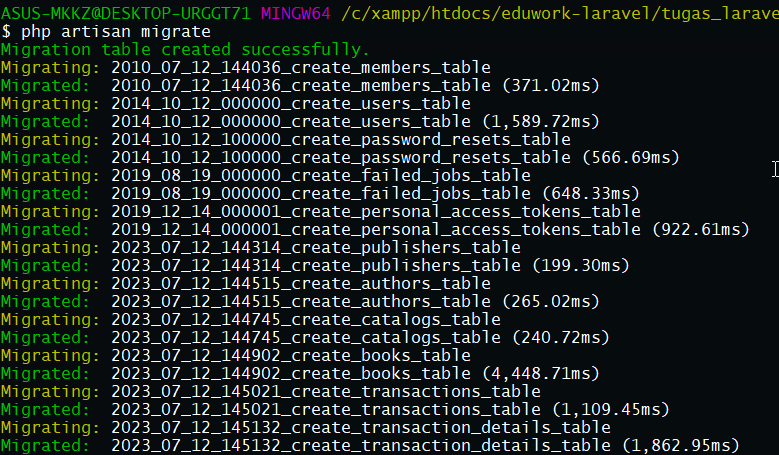 ASUS-MKKZ@DESKTOP-URGGT71 MINGW64 /c/xampp/htdocs/eduwork-laravel/tugas_larave
$ php artisan migrate
Migration table created successfully.
Migrating: 2010_07_12_144036_create_members_table
Migrated:  2010_07_12_144036_create_members_table (371.02ms)
Migrating: 2014_10_12_000000_create_users_table
Migrated:  2014_10_12_000000_create_users_table (1,589.72ms)
Migrating: 2014_10_12_100000_create_password_resets_table
Migrated:  2014_10_12_100000_create_password_resets_table (566.69ms)
Migrating: 2019_08_19_000000_create_failed_jobs_table
Migrated:  2019_08_19_000000_create_failed_jobs_table (648.33ms)
Migrating: 2019_12_14_000001_create_personal_access_tokens_table
Migrated:  2019_12_14_000001_create_personal_access_tokens_table (922.61ms)
Migrating: 2023_07_12_144314_create_publishers_table
Migrated:  2023_07_12_144314_create_publishers_table (199.30ms)
Migrating: 2023_07_12_144515_create_authors_table
Migrated:  2023_07_12_144515_create_authors_table (265.02ms)
Migrating: 2023_07_12_144745_create_catalogs_table
Migrated:  2023_07_12_144745_create_catalogs_table (240.72ms)
Migrating: 2023_07_12_144902_create_books_table
Migrated:  2023_07_12_144902_create_books_table (4,448.71ms)
Migrating: 2023_07_12_145021_create_transactions_table
Migrated:  2023_07_12_145021_create_transactions_table (1,109.45ms)
Migrating: 2023_07_12_145132_create_transaction_details_table
Migrated:  2023_07_12_145132_create_transaction_details_table (1,862.95ms)